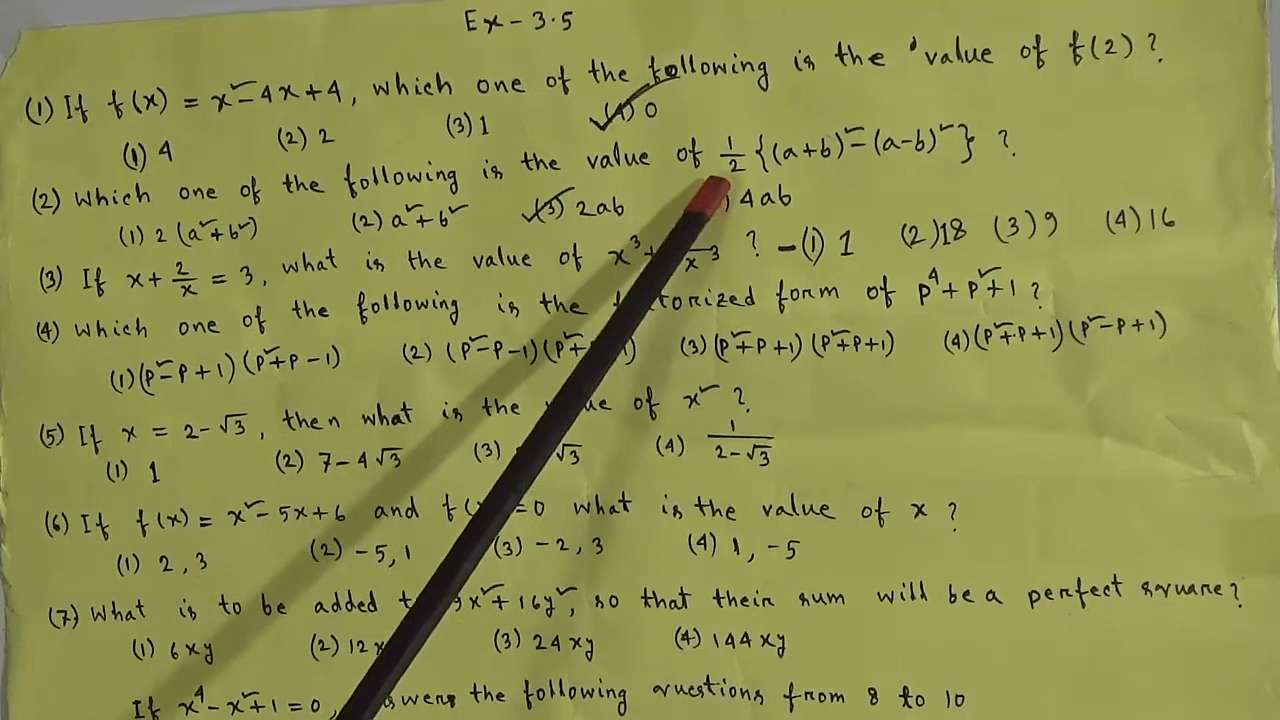 Ex - 3.5
(1) If f(x) = x² - 4x + 4, which one of the following is the value of f(2) ?
(1) 4 (2) 2 (3) 1 (4) 0
(2) Which one of the following is the value of 1/2 {(a+b)² - (a-b)²} ?
(1) 2 (a² + b²) (2) a² + b² (3) 2ab 4ab
(3) If x + 2/x = 3, what is the value of x³ + x³ ? - (1) 1 (2) 18 (3) 9 (4) 16
(4) Which one of the following is the form of p⁴ + p² + 1 ?
(1) (p² - p + 1) (p² + p - 1) (2) (p² - p - 1) (p² + (3) (p² + p + 1) (p² + p + 1) (4) (p² + p + 1) (p² - p + 1)
(5) If x = 2 - √3, then what is the of x² ?
(1) 1 (2) 7 - 4√3 (3) √3 (4) 1/(2 - √3)
(6) If f(x) = x² - 5x + 6 and f( = 0 what is the value of x ?
(1) 2, 3 (2) -5, 1 (3) -2, 3 (4) 1, -5
(7) What is to be added x² + 16y², so that their sum will be a perfect square?
(1) 6xy (2) 12 (3) 24xy (4) 144xy
If x⁴ - x² + 1 = 0, the following questions from 8 to 10